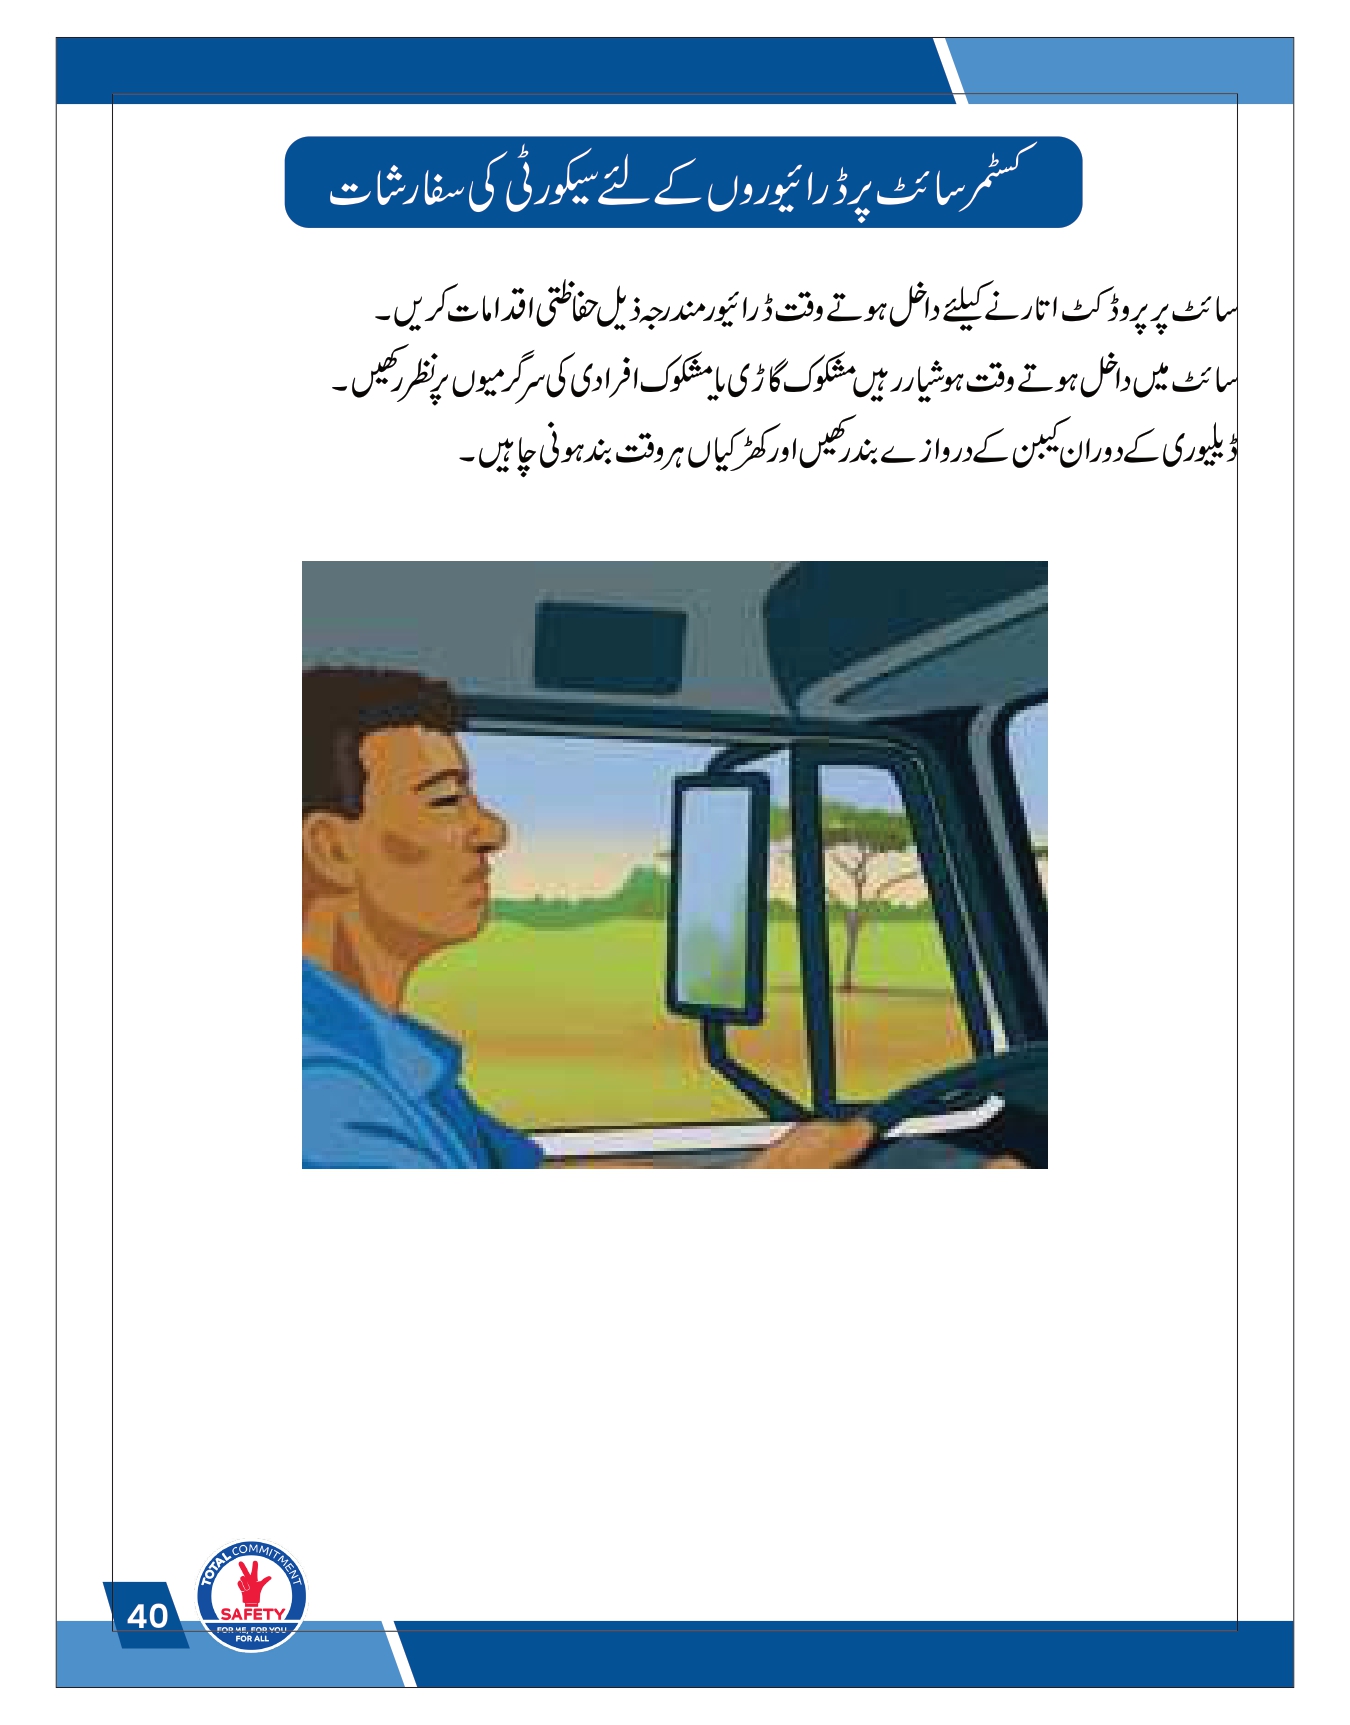 کسٹمر سائٹ پر ڈرائیوروں کے لئے سیکورٹی کی سفارشات
سائٹ پر پروڈکٹ اتارنے کیلئے داخل ہوتے وقت ڈرائیور مندرجہ ذیل حفاظتی اقدامات کریں۔
سائٹ میں داخل ہوتے وقت ہوشیار رہیں مشکوک گاڑی یا مشکوک افرادی کی سرگرمیوں پر نظر رکھیں۔
ڈیلیوری کے دوران کیبن کے دروازے بند رکھیں اور کھڑکیاں ہر وقت بند ہونی چاہیں۔
TOTAL COMMITMENT
SAFETY
FOR ME, FOR YOU
FOR ALL
40